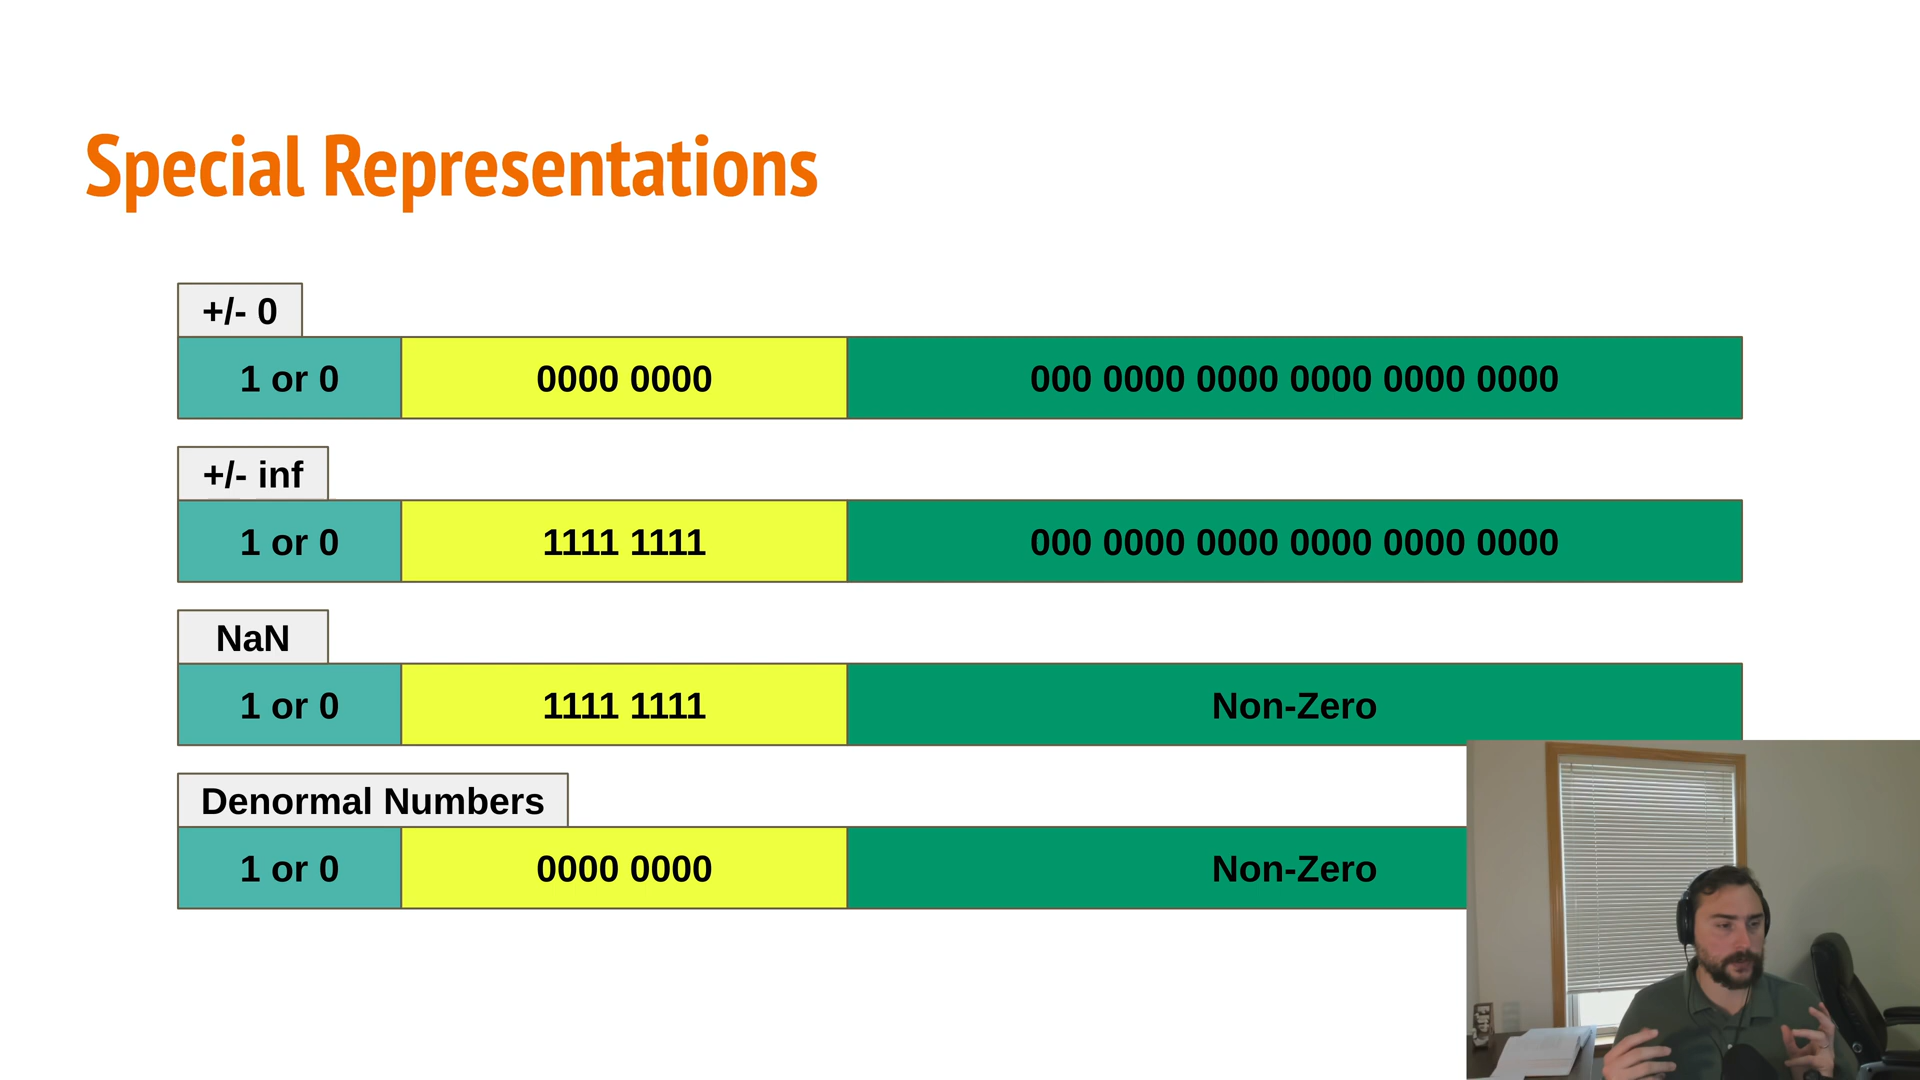 Special Representations
+/- 0
1 or 0 0000 0000 000 0000 0000 0000 0000 0000
+/- inf
1 or 0 1111 1111 000 0000 0000 0000 0000 0000
NaN
1 or 0 1111 1111 Non-Zero
Denormal Numbers
1 or 0 0000 0000 Non-Zero